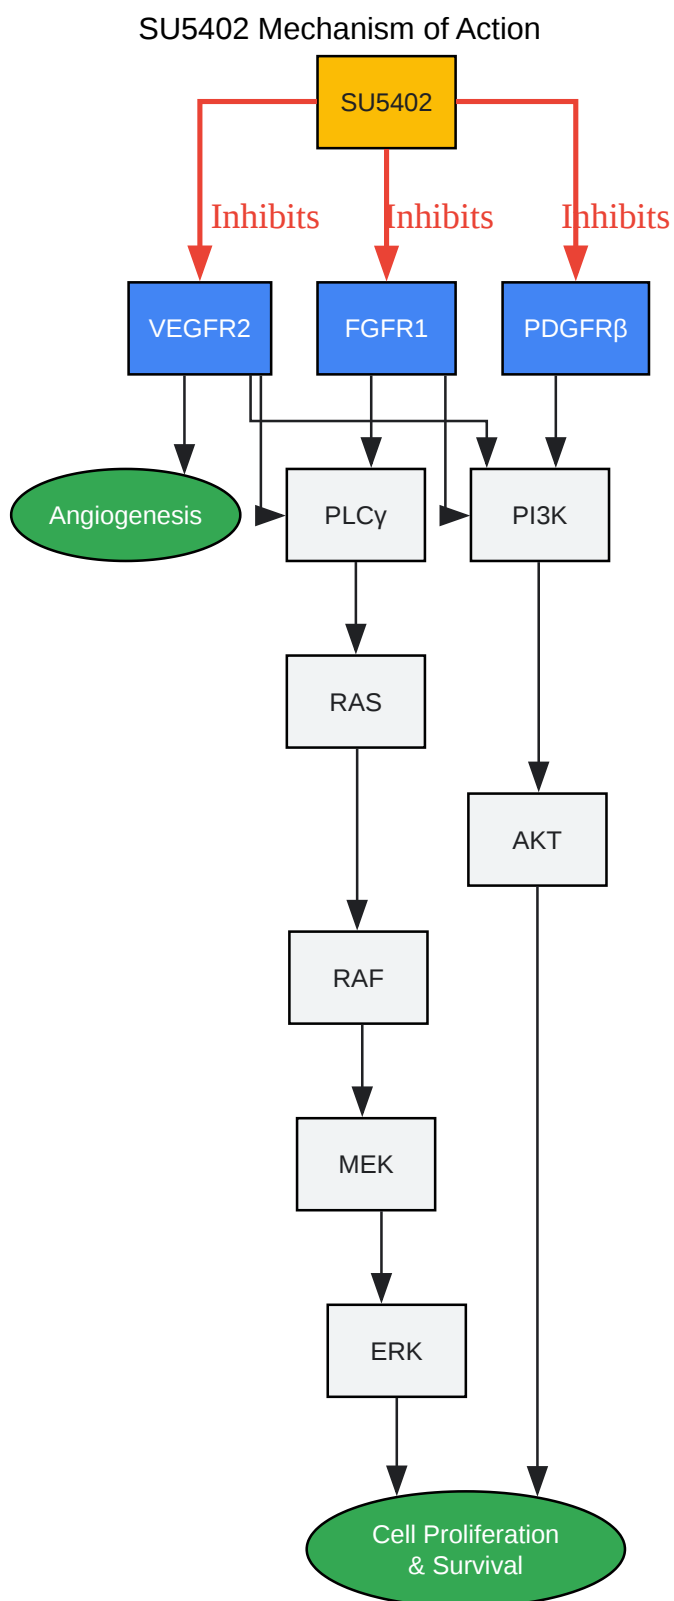 SU5402 Mechanism of Action
SU5402
Inhibits
Inhibits
Inhibits
VEGFR2
FGFR1
PDGFRβ
Angiogenesis
PLCγ
PI3K
RAS
AKT
RAF
MEK
ERK
Cell Proliferation
& Survival